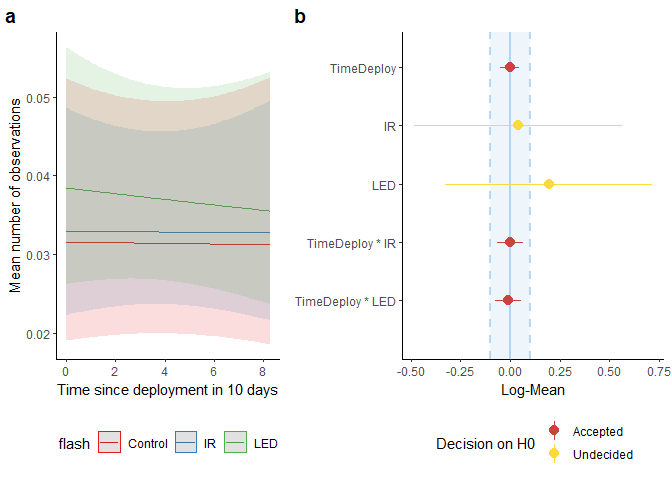 a
Mean number of observations
0.05
0.04
0.03
0.02
0 2 4 6 8
Time since deployment in 10 days
flash Control IR LED
b
TimeDeploy
IR
LED
TimeDeploy * IR
TimeDeploy * LED
-0.50 -0.25 0.00 0.25 0.50 0.75
Log-Mean
Decision on H0
Accepted
Undecided